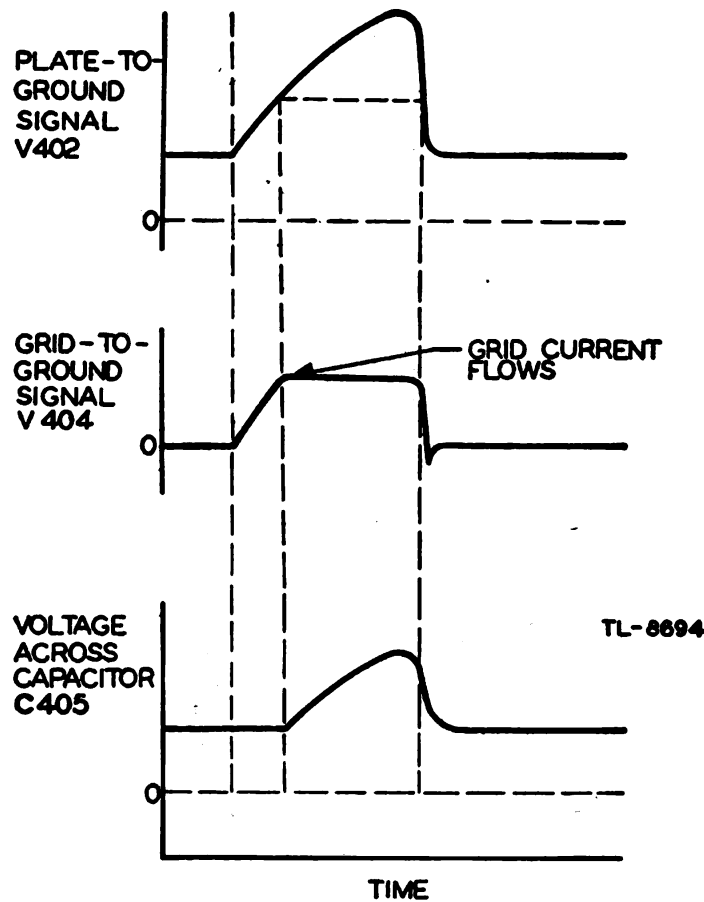 PLATE-TO-
GROUND
SIGNAL
V402
0
GRID-TO-
GROUND
SIGNAL
V 404
0
GRID CURRENT
FLOWS
VOLTAGE
ACROSS
CAPACITOR
C405
0
TL-8694
TIME